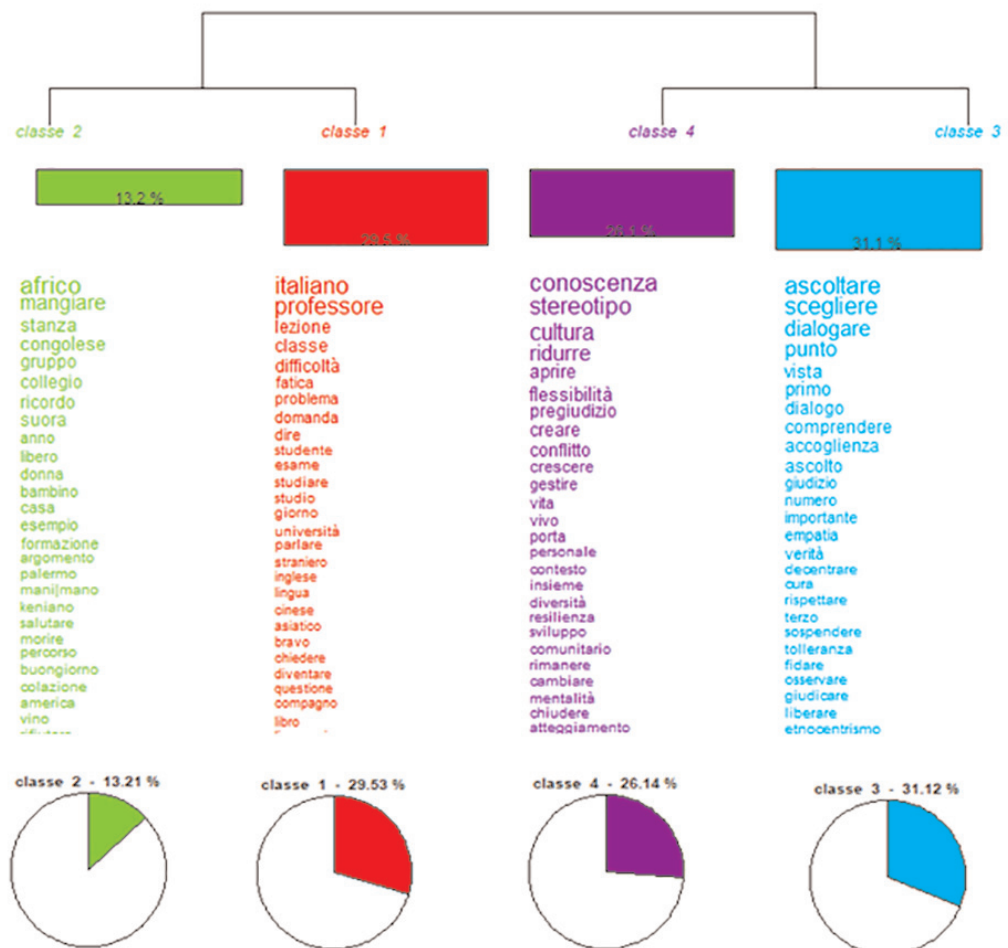 classe 2
classe 1
classe 4
classe 3
13.2 %
29.5 %
31.1 %
africo
mangiare
stanza
congolese
gruppo
collegio
ricordo
suora
anno
libero
donna
bambino
casa
esempio
formazione
argomento
palermo
mani|mano
keniano
salutare
morire
percorso
buongiorno
colazione
america
vino
italiano
professore
lezione
classe
difficoltà
fatica
problema
domanda
dire
studente
esame
studiare
studio
giorno
università
parlare
straniero
inglese
lingua
cinese
asiatico
bravo
chiedere
diventare
questione
compagno
libro
conoscenza
stereotipo
cultura
ridurre
aprire
flessibilità
pregiudizio
creare
conflitto
crescere
gestire
vita
vivo
porta
personale
contesto
insieme
diversità
resilienza
sviluppo
comunitario
rimanere
cambiare
mentalità
chiudere
atteggiamento
ascoltare
scegliere
dialogare
punto
vista
primo
dialogo
comprendere
accoglienza
ascolto
giudizio
numero
importante
empatia
verità
decentrare
cura
rispettare
terzo
sospendere
tolleranza
fidare
osservare
giudicare
liberare
etnocentrismo
classe 2 - 13.21 %
classe 1 - 29.53 %
classe 4 - 26.14 %
classe 3 - 31.12 %